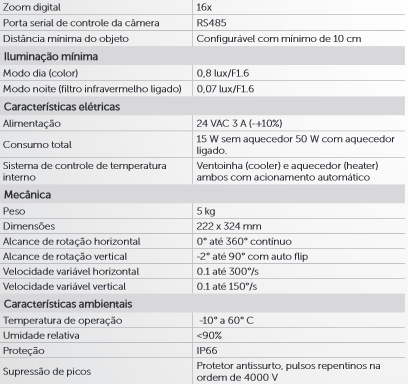 Zoom digital 16x
Porta serial de controle da câmera RS485
Distância mínima do objeto Configurável com mínimo de 10 cm
Iluminação mínima
Modo dia (color) 0,8 lux/F1.6
Modo noite (filtro infravermelho ligado) 0,07 lux/F1.6
Características elétricas
Alimentação 24 VAC 3 A (-+10%)
Consumo total 15 W sem aquecedor 50 W com aquecedor
ligado.
Sistema de controle de temperatura Ventoinha (cooler) e aquecedor (heater)
interno ambos com acionamento automático
Mecânica
Peso 5 kg
Dimensões 222 x 324 mm
Alcance de rotação horizontal 0° até 360° contínuo
Alcance de rotação vertical -2° até 90° com auto flip
Velocidade variável horizontal 0.1 até 300°/s
Velocidade variável vertical 0.1 até 150°/s
Características ambientais
Temperatura de operação -10° a 60° C
Umidade relativa <90%
Proteção IP66
Supressão de picos Protetor antissurto, pulsos repentinos na
ordem de 4000 V